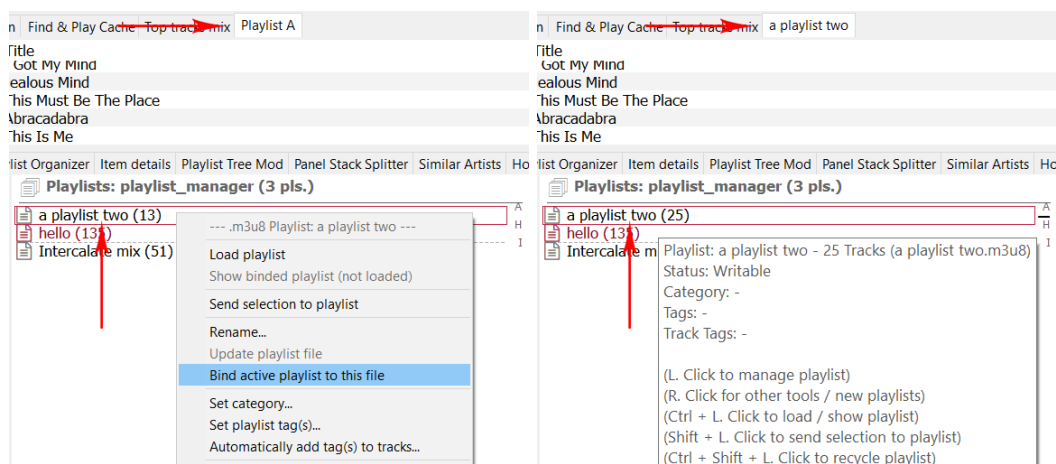 n Find & Play Cache Top tracks mix Playlist A
Title
Got My Mind
ealous Mind
This Must Be The Place
Abracadabra
This Is Me
ylist Organizer Item details Playlist Tree Mod Panel Stack Splitter Similar Artists Ho
Playlists: playlist_manager (3 pls.)
a playlist two (13)
hello (135)
Intercalate mix (51)
A
H
I
--- .m3u8 Playlist: a playlist two ---
Load playlist
Show binded playlist (not loaded)
Send selection to playlist
Rename...
Update playlist file
Bind active playlist to this file
Set category...
Set playlist tag(s)...
Automatically add tag(s) to tracks...
n Find & Play Cache Top tracks mix a playlist two
Title
Got My Mind
ealous Mind
This Must Be The Place
Abracadabra
This Is Me
ylist Organizer Item details Playlist Tree Mod Panel Stack Splitter Similar Artists Ho
Playlists: playlist_manager (3 pls.)
a playlist two (25)
hello (135)
Intercalate m
A
H
I
Playlist: a playlist two - 25 Tracks (a playlist two.m3u8)
Status: Writable
Category: -
Tags: -
Track Tags: -
(L. Click to manage playlist)
(R. Click for other tools / new playlists)
(Ctrl + L. Click to load / show playlist)
(Shift + L. Click to send selection to playlist)
(Ctrl + Shift + L. Click to recycle playlist)